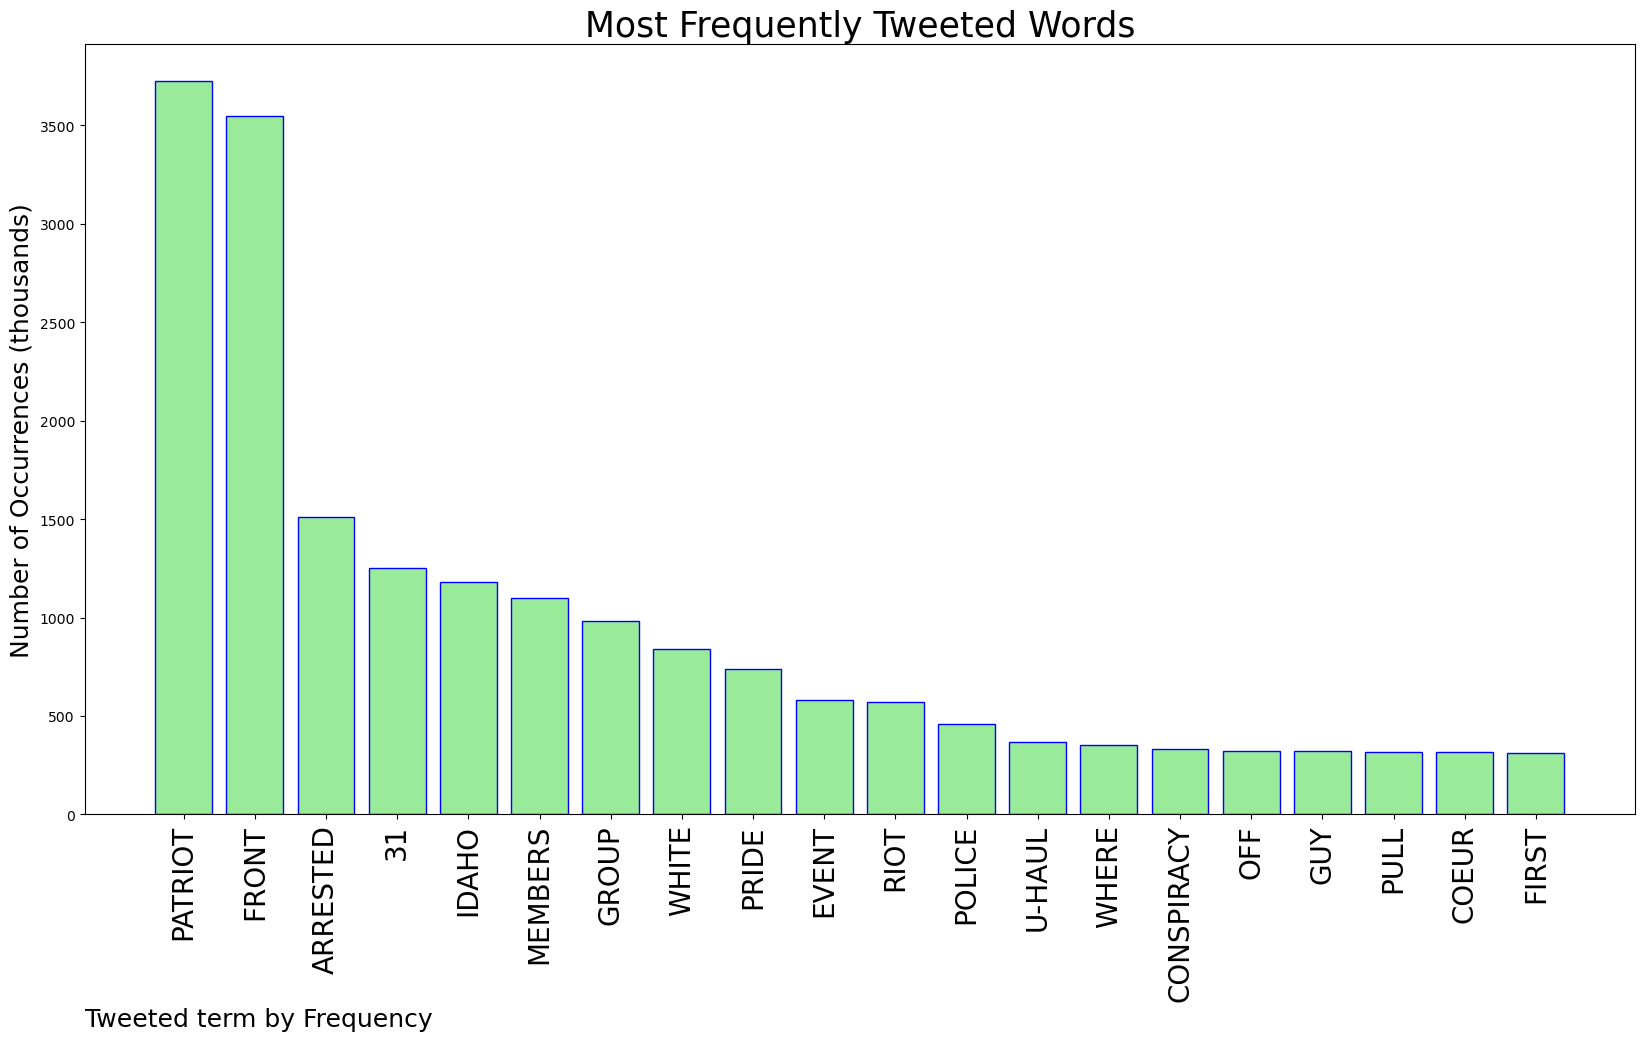 Most Frequently Tweeted Words
Number of Occurrences (thousands)
3500
3000
2500
2000
1500
1000
500
0
PATRIOT
FRONT
ARRESTED
31
IDAHO
MEMBERS
GROUP
WHITE
PRIDE
EVENT
RIOT
POLICE
U-HAUL
WHERE
CONSPIRACY
OFF
GUY
PULL
COEUR
FIRST
Tweeted term by Frequency